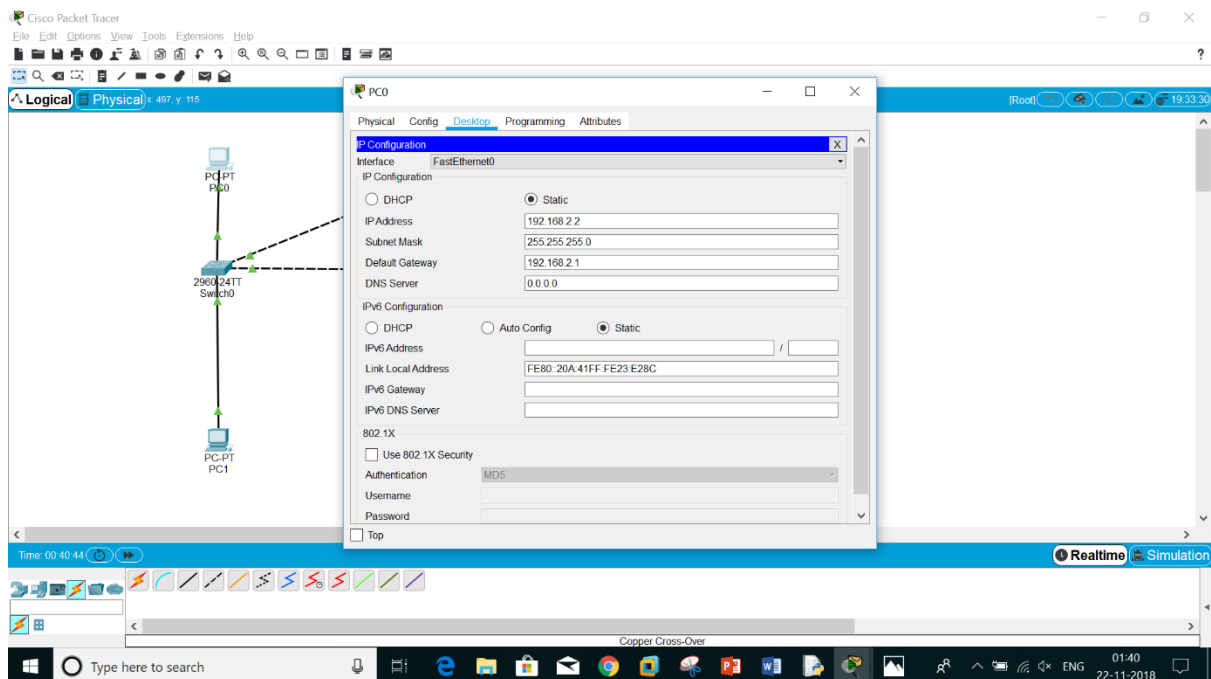 Cisco Packet Tracer
File Edit Options View Tools Extensions Help
?
Logical Physical x: 497, y: 115
[Root] 19:33:30
PC-PT
PC0
2960-24TT
Switch0
PC-PT
PC1
PC0
Physical Config Desktop Programming Attributes
IP Configuration X
Interface FastEthernet0
IP Configuration
DHCP Static
IP Address 192.168.2.2
Subnet Mask 255.255.255.0
Default Gateway 192.168.2.1
DNS Server 0.0.0.0
IPv6 Configuration
DHCP Auto Config Static
IPv6 Address /
Link Local Address FE80::20A:41FF:FE23:E28C
IPv6 Gateway
IPv6 DNS Server
802.1X
Use 802.1X Security
Authentication MD5
Username
Password
Top
Time: 00:40:44 Realtime Simulation
Copper Cross-Over
Type here to search ENG 01:40
22-11-2018